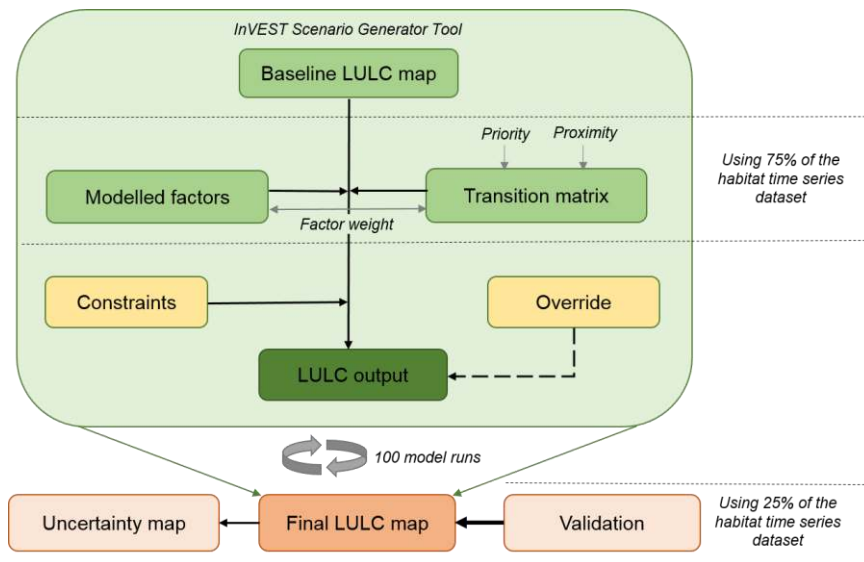 InVEST Scenario Generator Tool
Baseline LULC map
Priority
Proximity
Using 75% of the
habitat time series
dataset
Modelled factors
Transition matrix
Factor weight
Constraints
Override
LULC output
100 model runs
Uncertainty map
Final LULC map
Validation
Using 25% of the
habitat time series
dataset